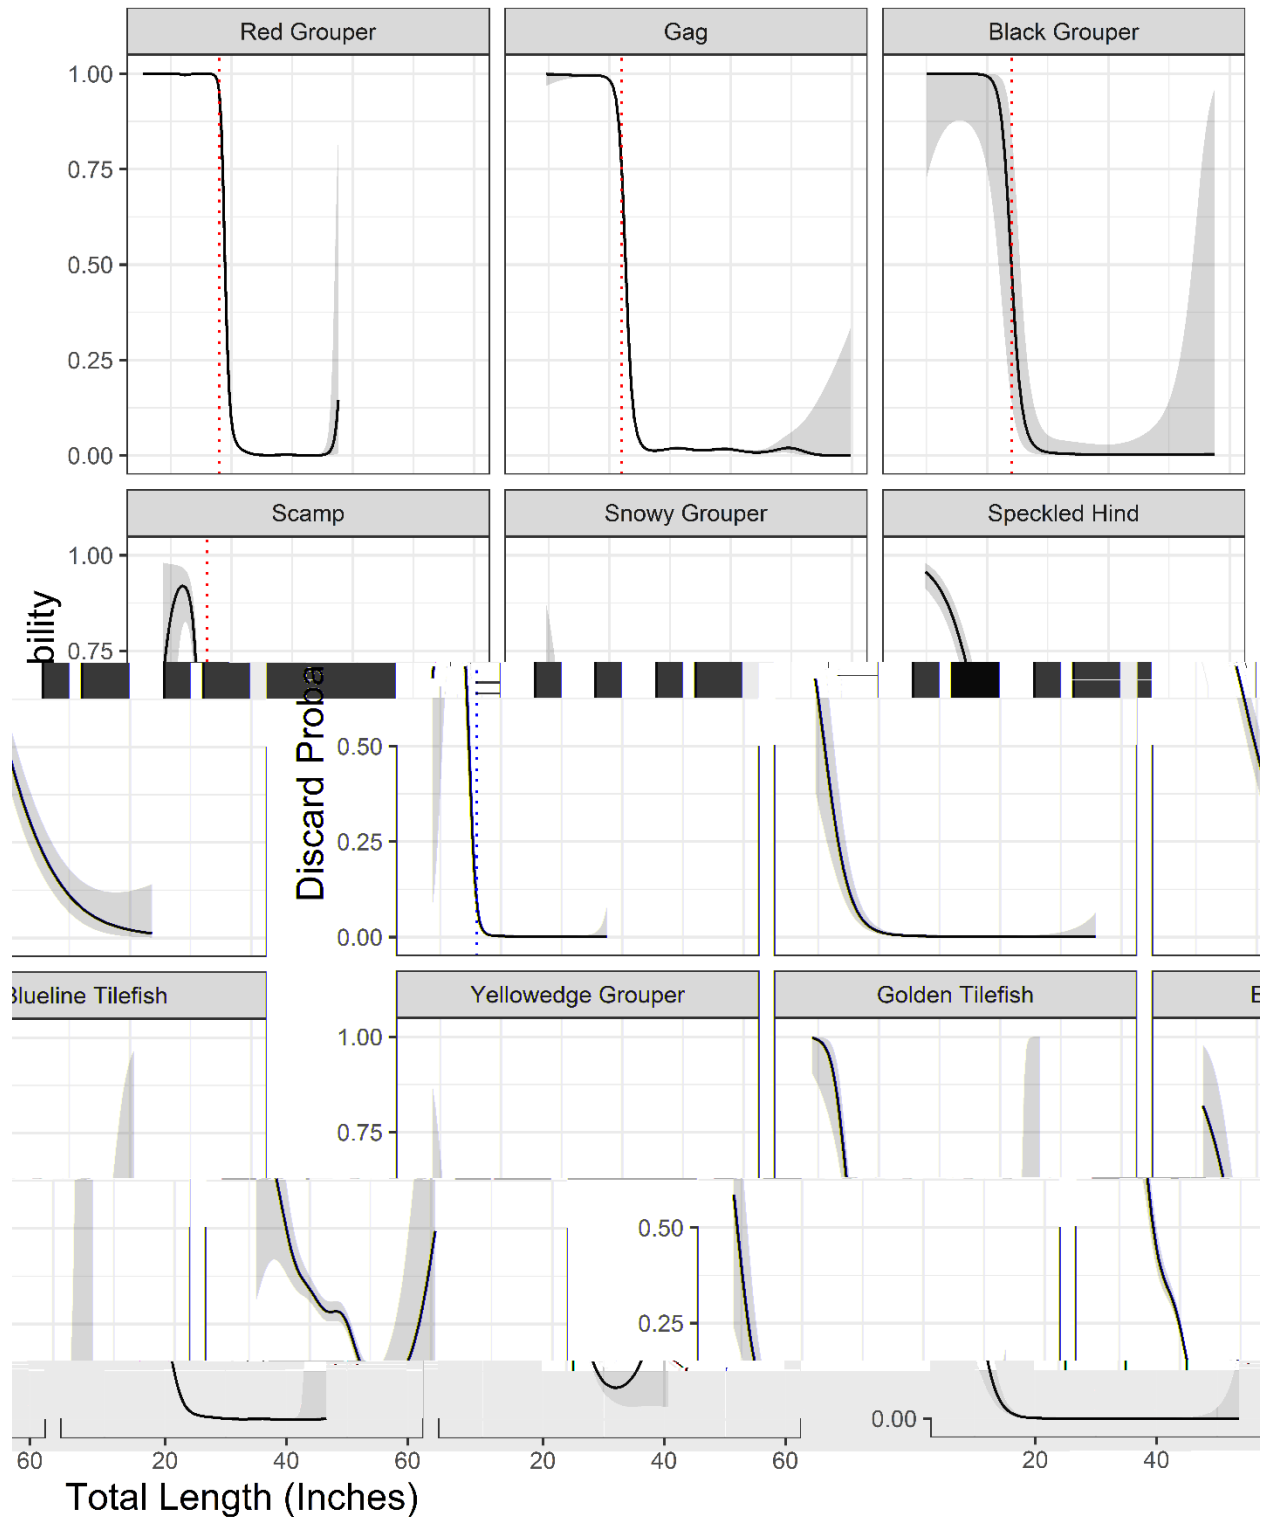 Red Grouper Gag Black Grouper
1.00
0.75
0.50
0.25
0.00
Scamp Snowy Grouper Speckled Hind
1.00
0.75
bility
Discard Proba
0.50
0.25
0.00
Blueline Tilefish Yellowedge Grouper Golden Tilefish
1.00
0.75
0.50
0.25
0.00
60 20 40 60 20 40 60 20 40
Total Length (Inches)